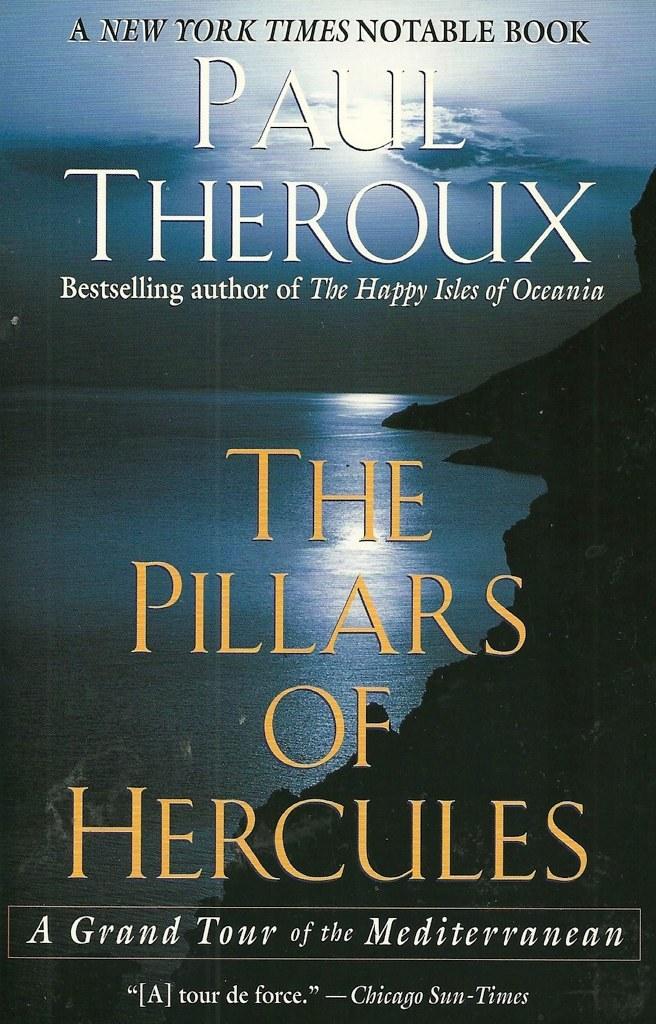 A NEW YORK TIMES NOTABLE BOOK
PAUL
THEROUX
Bestselling author of The Happy Isles of Oceania
THE
PILLARS
OF
HERCULES
A Grand Tour of the Mediterranean
“[A] tour de force.” —Chicago Sun-Times